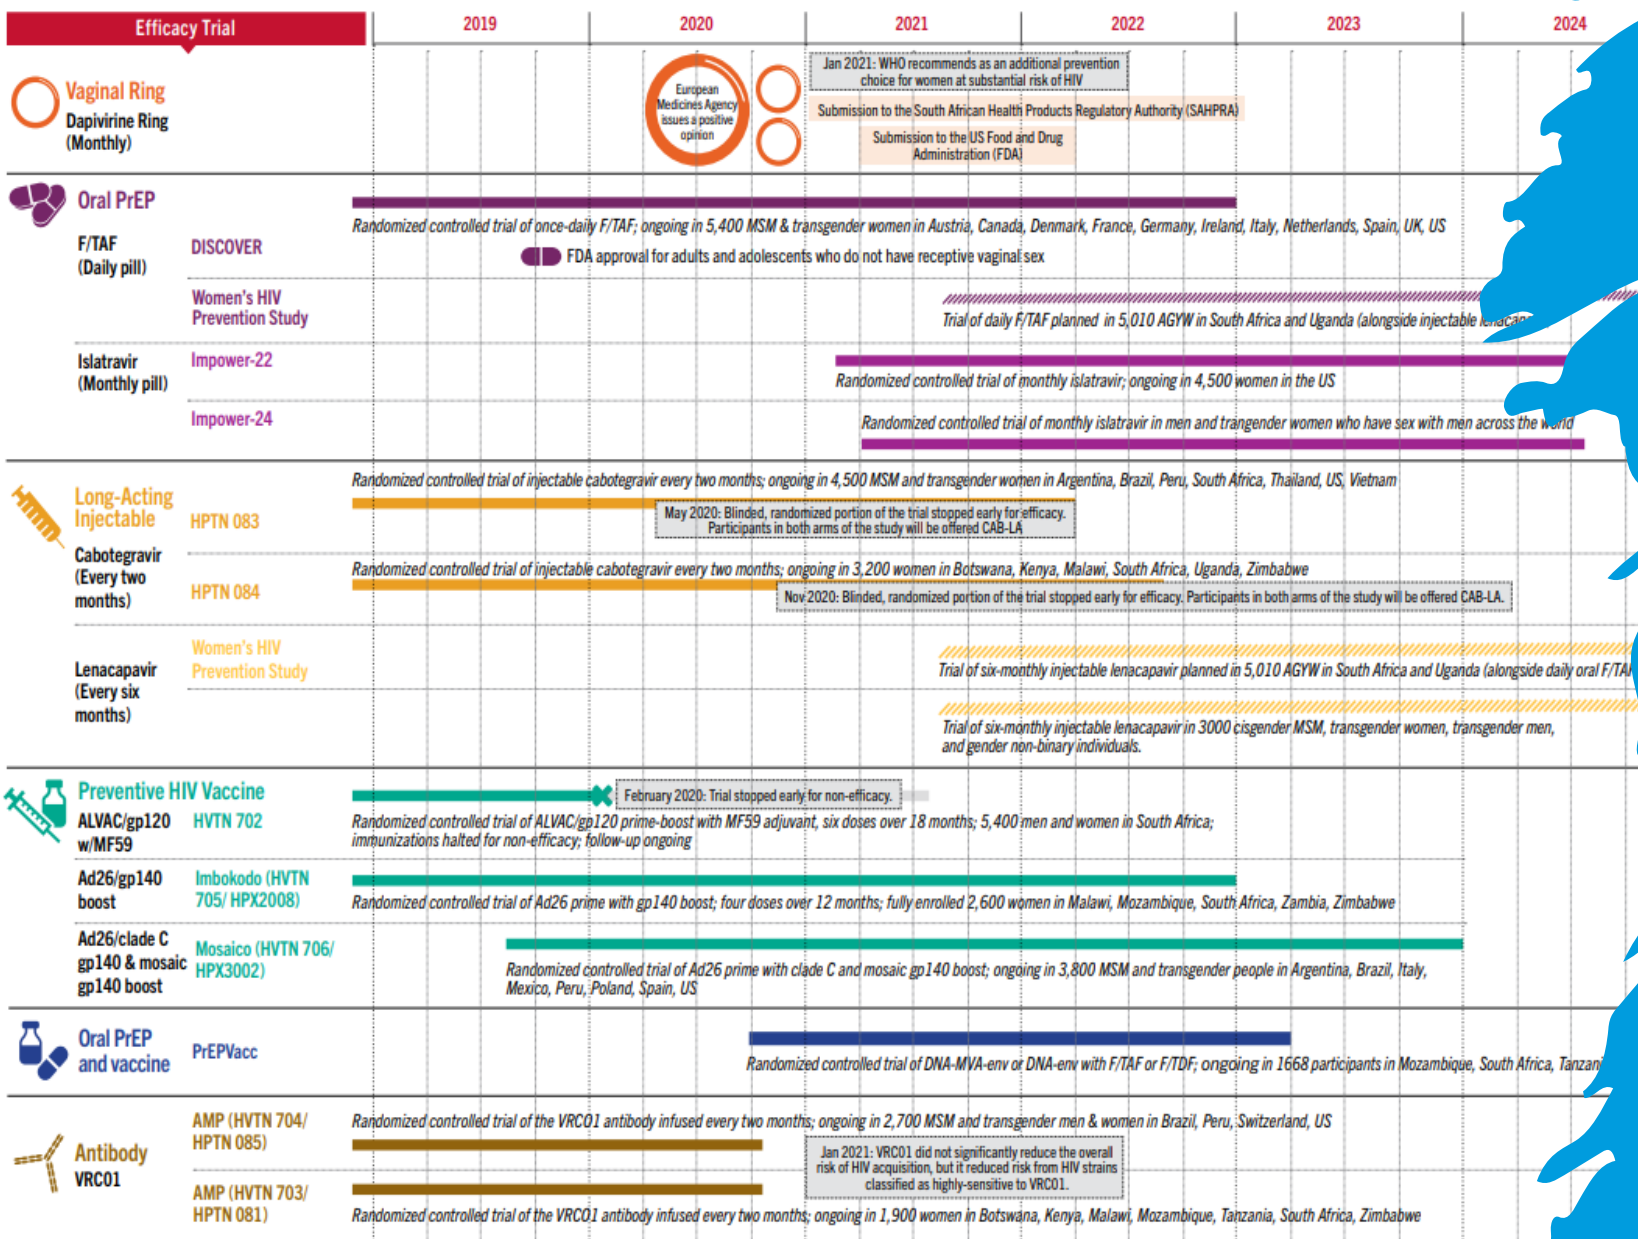 Efficacy Trial
2019
2020
2021
2022
2023
2024
Vaginal Ring
Dapivirine Ring
(Monthly)
European
Medicines Agency
issues a positive
opinion
Jan 2021: WHO recommends as an additional prevention
choice for women at substantial risk of HIV
Submission to the South African Health Products Regulatory Authority (SAHPRA)
Submission to the US Food and Drug
Administration (FDA)
Oral PrEP
F/TAF
(Daily pill)
DISCOVER
Randomized controlled trial of once-daily F/TAF; ongoing in 5,400 MSM & transgender women in Austria, Canada, Denmark, France, Germany, Ireland, Italy, Netherlands, Spain, UK, US
FDA approval for adults and adolescents who do not have receptive vaginal sex
Women's HIV
Prevention Study
Trial of daily F/TAF planned in 5,010 AGYW in South Africa and Uganda (alongside injectable
Islatravir
(Monthly pill)
Impower-22
Randomized controlled trial of monthly islatravir; ongoing in 4,500 women in the US
Impower-24
Randomized controlled trial of monthly islatravir in men and trangender women who have sex with men across the world
Long-Acting
Injectable
Cabotegravir
(Every two
months)
Randomized controlled trial of injectable cabotegravir every two months; ongoing in 4,500 MSM and transgender women in Argentina, Brazil, Peru, South Africa, Thailand, US, Vietnam
HPTN 083
May 2020: Blinded, randomized portion of the trial stopped early for efficacy.
Participants in both arms of the study will be offered CAB-LA
Randomized controlled trial of injectable cabotegravir every two months; ongoing in 3,200 women in Botswana, Kenya, Malawi, South Africa, Uganda, Zimbabwe
HPTN 084
Nov 2020: Blinded, randomized portion of the trial stopped early for efficacy. Participants in both arms of the study will be offered CAB-LA.
Lenacapavir
(Every six
months)
Women's HIV
Prevention Study
Trial of six-monthly injectable lenacapavir planned in 5,010 AGYW in South Africa and Uganda (alongside daily oral F/TA
Trial of six-monthly injectable lenacapavir in 3000 cisgender MSM, transgender women, transgender men,
and gender non-binary individuals.
Preventive HIV Vaccine
ALVAC/gp120
w/MF59
HVTN 702
February 2020: Trial stopped early for non-efficacy.
Randomized controlled trial of ALVAC/gp120 prime-boost with MF59 adjuvant, six doses over 18 months; 5,400 men and women in South Africa;
immunizations halted for non-efficacy; follow-up ongoing
Ad26/gp140
boost
Imbokodo (HVTN
705/ HPX2008)
Randomized controlled trial of Ad26 prime with gp140 boost; four doses over 12 months; fully enrolled 2,600 women in Malawi, Mozambique, South Africa, Zambia, Zimbabwe
Ad26/clade C
gp140 & mosaic
gp140 boost
Mosaico (HVTN 706/
HPX3002)
Randomized controlled trial of Ad26 prime with clade C and mosaic gp140 boost; ongoing in 3,800 MSM and transgender people in Argentina, Brazil, Italy,
Mexico, Peru, Poland, Spain, US
Oral PrEP
and vaccine
PrEPVacc
Randomized controlled trial of DNA-MVA-env or DNA-env with F/TAF or F/TDF; ongoing in 1668 participants in Mozambique, South Africa, Tanzani
Antibody
VRC01
AMP (HVTN 704/
HPTN 085)
Randomized controlled trial of the VRC01 antibody infused every two months; ongoing in 2,700 MSM and transgender men & women in Brazil, Peru, Switzerland, US
Jan 2021: VRC01 did not significantly reduce the overall
risk of HIV acquisition, but it reduced risk from HIV strains
classified as highly-sensitive to VRC01.
AMP (HVTN 703/
HPTN 081)
Randomized controlled trial of the VRC01 antibody infused every two months; ongoing in 1,900 women in Botswana, Kenya, Malawi, Mozambique, Tanzania, South Africa, Zimbabwe